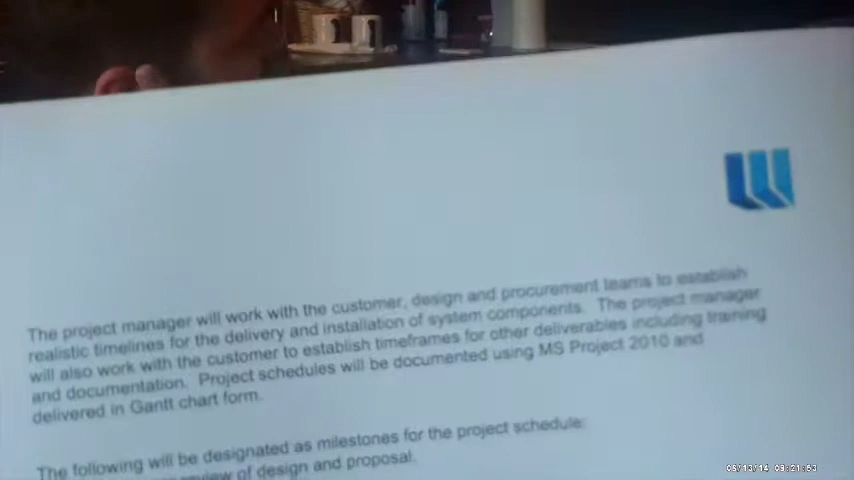 The project manager will work with the customer, design and procurement teams to establish
realistic timelines for the delivery and installation of system components. The project manager
will also work with the customer to establish timeframes for other deliverables including training
and documentation. Project schedules will be documented using MS Project 2010 and
delivered in Gantt chart form.
The following will be designated as milestones for the project schedule:
of design and proposal.
09:21:53